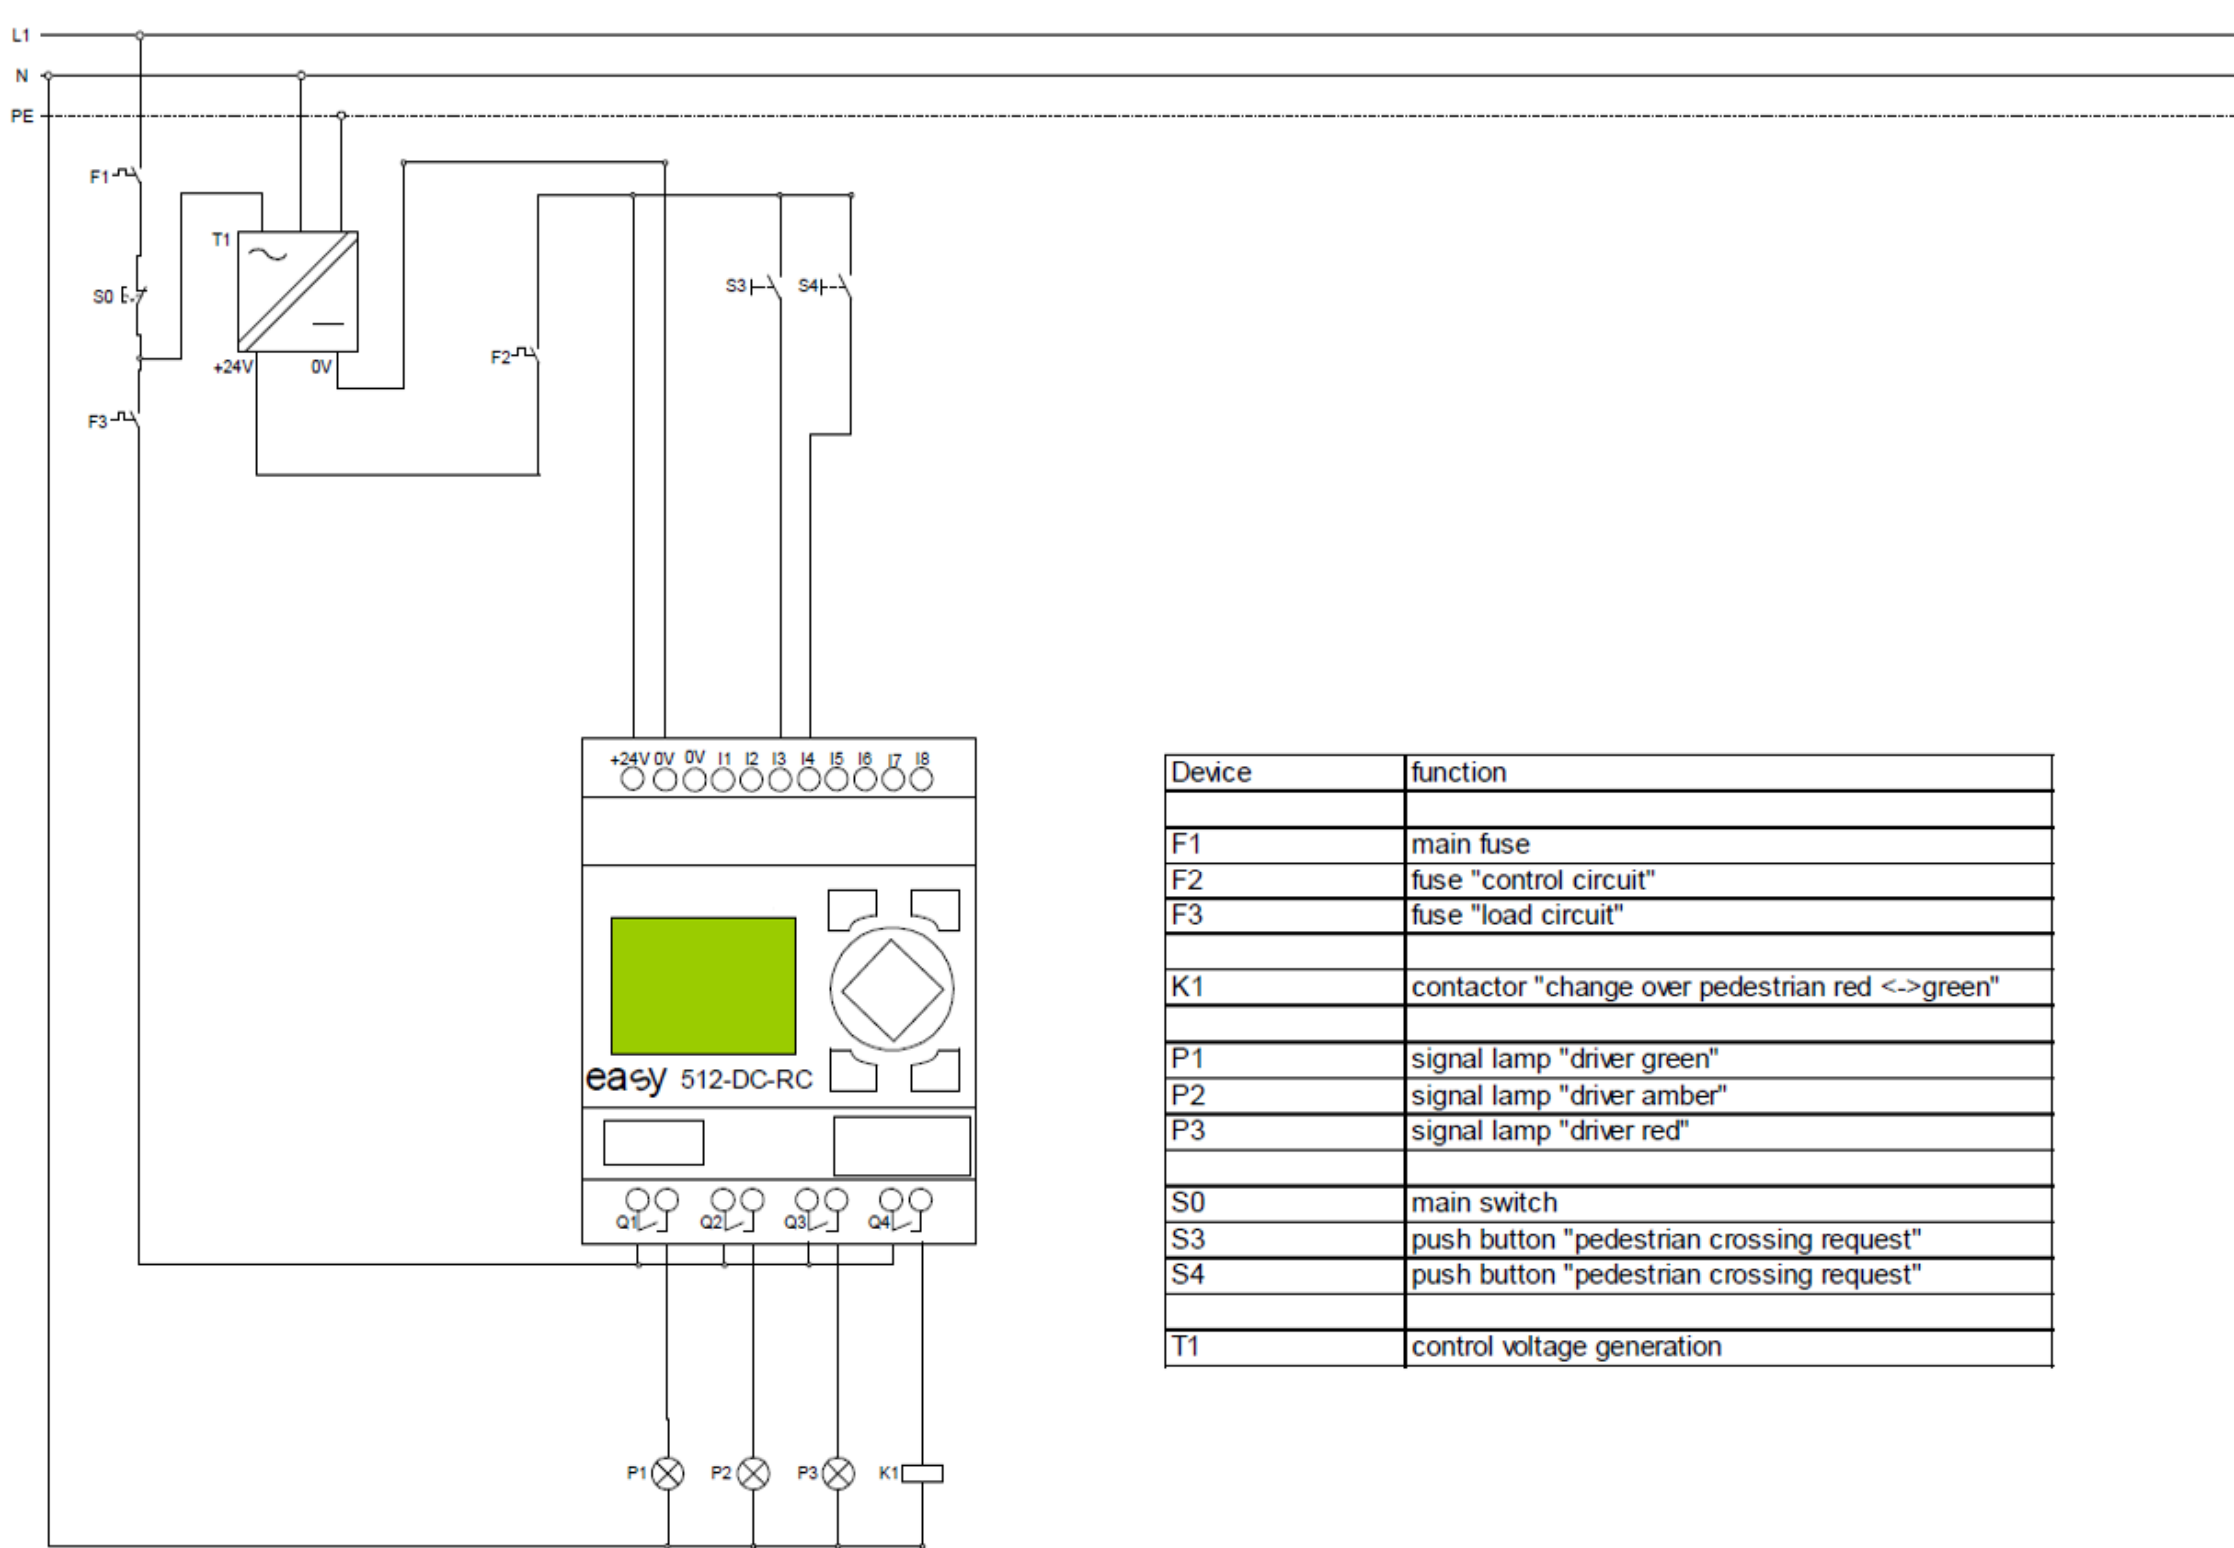 L1
N
PE
F1
T1
S0
S3
S4
F2
+24V 0V
F3
+24V 0V 0V I1 I2 I3 I4 I5 I6 I7 I8
easy 512-DC-RC
Q1 Q2 Q3 Q4
P1 P2 P3 K1
Device function
F1 main fuse
F2 fuse "control circuit"
F3 fuse "load circuit"
K1 contactor "change over pedestrian red <->green"
P1 signal lamp "driver green"
P2 signal lamp "driver amber"
P3 signal lamp "driver red"
S0 main switch
S3 push button "pedestrian crossing request"
S4 push button "pedestrian crossing request"
T1 control voltage generation